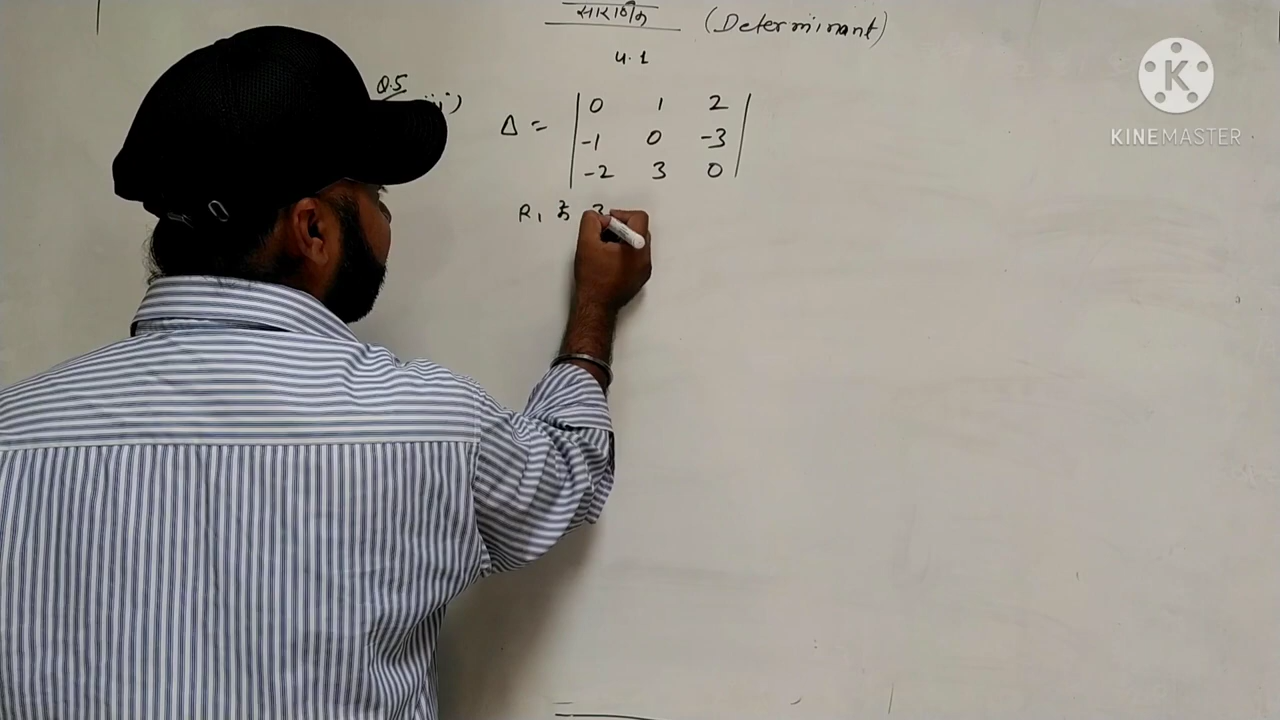 सारणिक (Determinant)
4.1
Q.5
Δ = | 0 1 2 |
| -1 0 -3 |
| -2 3 0 |
R₁ के
KINEMASTER